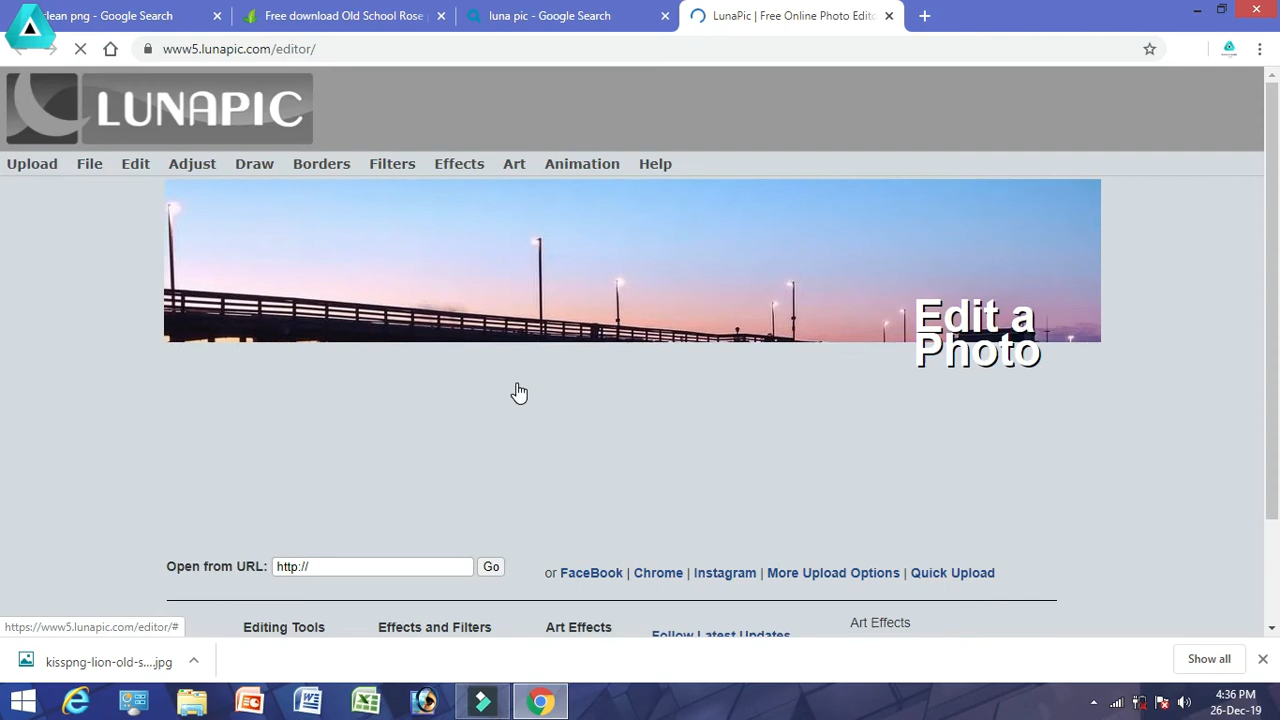 clean png - Google Search
Free download Old School Rose
luna pic - Google Search
LunaPic | Free Online Photo Edito
www5.lunapic.com/editor/
LUNAPIC
Upload File Edit Adjust Draw Borders Filters Effects Art Animation Help
Edit a
Photo
Open from URL: http:// Go or FaceBook | Chrome | Instagram | More Upload Options | Quick Upload
Editing Tools Effects and Filters Art Effects Follow Latest Updates Art Effects
https://www5.lunapic.com/editor/#
kisspng-lion-old-s....jpg
Show all
4:36 PM
26-Dec-19